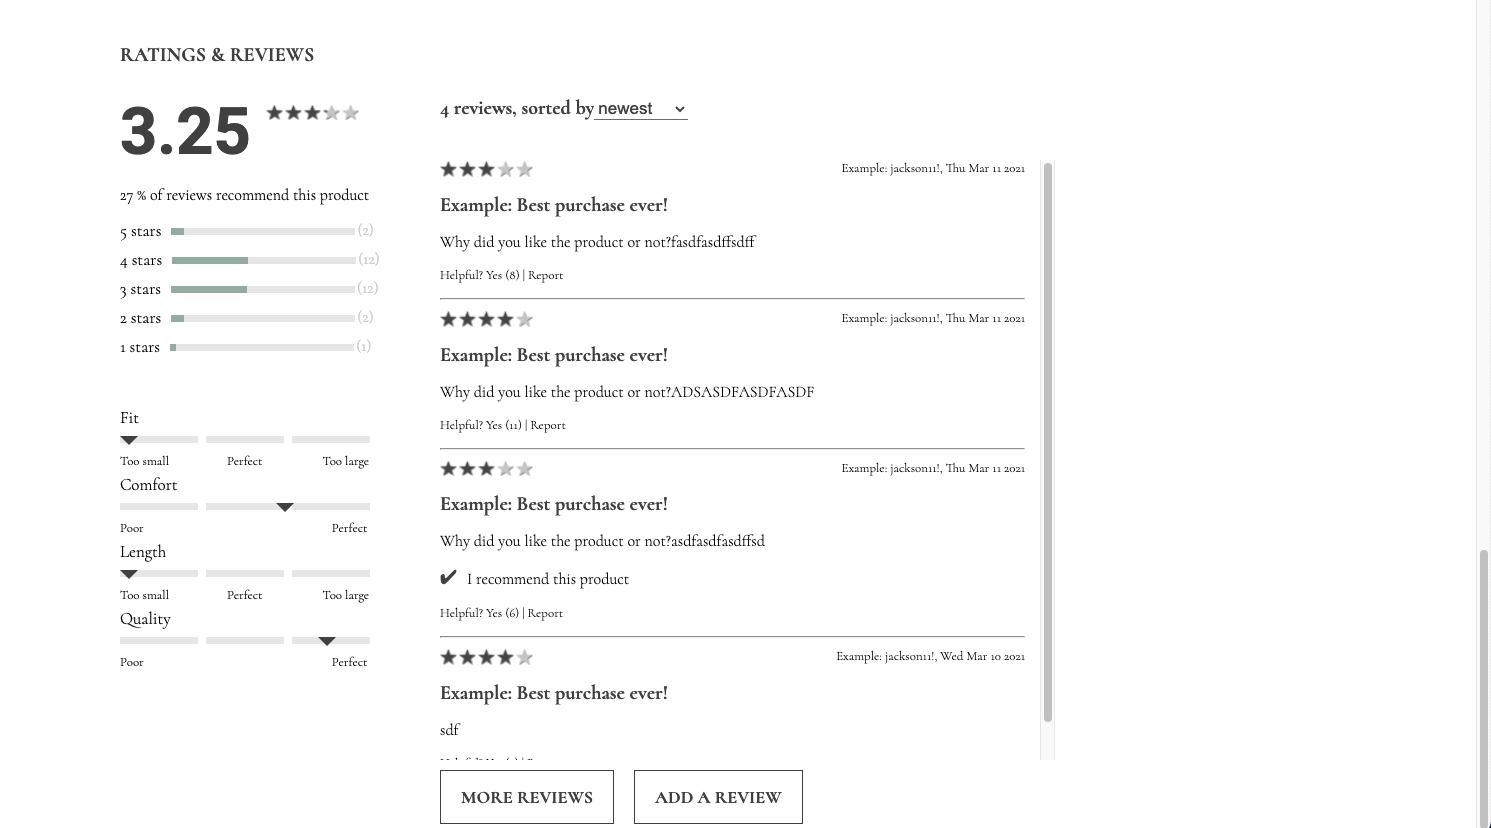 RATINGS & REVIEWS
3.25
27 % of reviews recommend this product
5 stars (2)
4 stars (12)
3 stars (12)
2 stars (2)
1 stars (1)
Fit
Too small Perfect Too large
Comfort
Poor Perfect
Length
Too small Perfect Too large
Quality
Poor Perfect
4 reviews, sorted by newest
Example: jackson11!, Thu Mar 11 2021
Example: Best purchase ever!
Why did you like the product or not?fasdfasdffsdff
Helpful? Yes (8) | Report
Example: jackson11!, Thu Mar 11 2021
Example: Best purchase ever!
Why did you like the product or not?ADSASDFASDFASDF
Helpful? Yes (11) | Report
Example: jackson11!, Thu Mar 11 2021
Example: Best purchase ever!
Why did you like the product or not?asdfasdfasdffsd
✔ I recommend this product
Helpful? Yes (6) | Report
Example: jackson11!, Wed Mar 10 2021
Example: Best purchase ever!
sdf
MORE REVIEWS
ADD A REVIEW